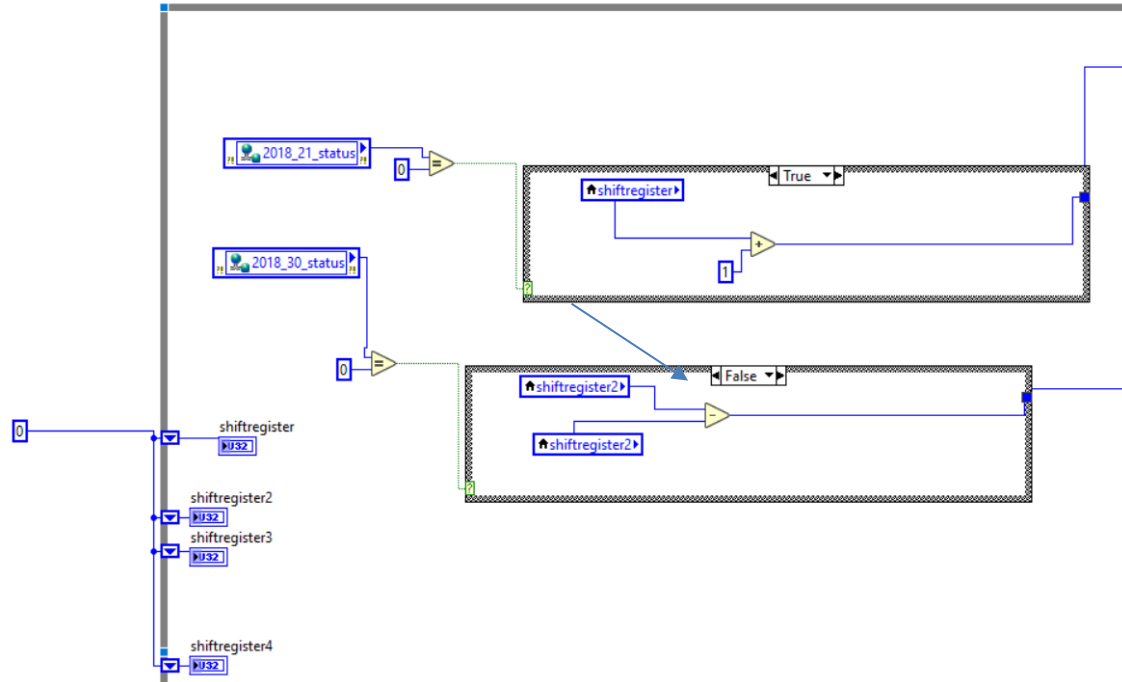 2018_21_status
0
=
True
shiftregister
+
1
?
2018_30_status
0
=
False
shiftregister2
-
shiftregister2
?
0
shiftregister
U32
shiftregister2
U32
shiftregister3
U32
shiftregister4
U32